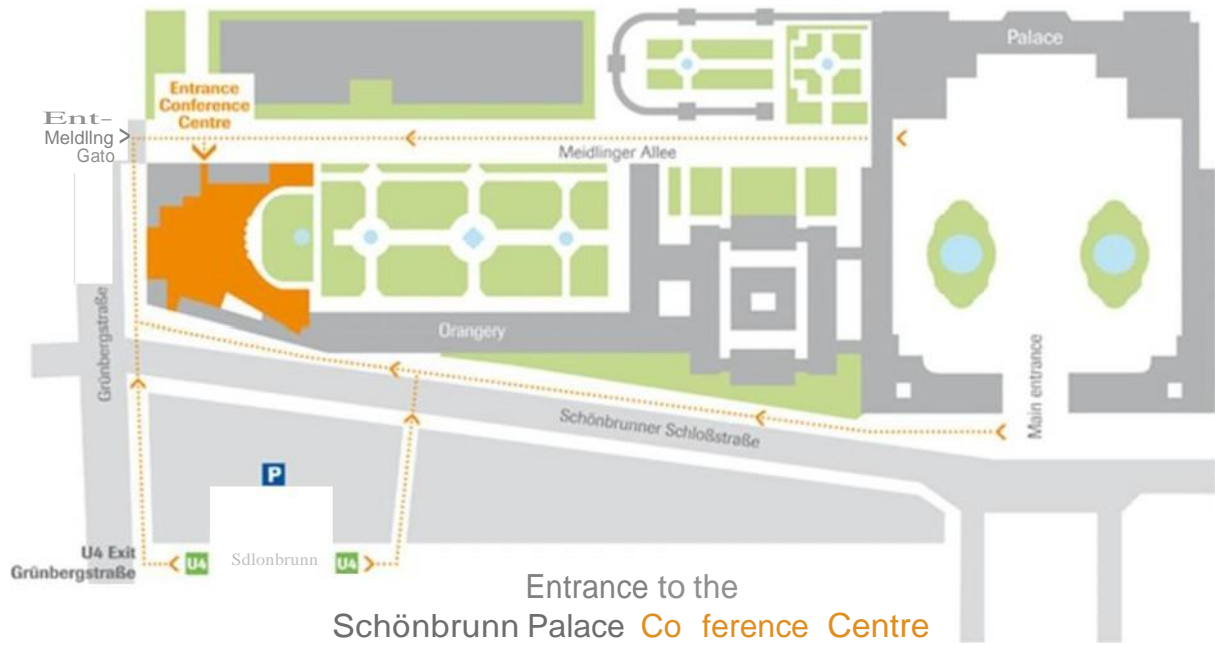 Palace
Entrance
Conference
Centre
Ent-
Meldllng >
Gato
Meidlinger Allee
Grünbergstraße
Orangery
Main entrance
Schönbrunner Schloßstraße
P
U4 Exit
Grünbergstraße
U4
Sdlonbrunn
U4
Entrance to the
Schönbrunn Palace Co ference Centre